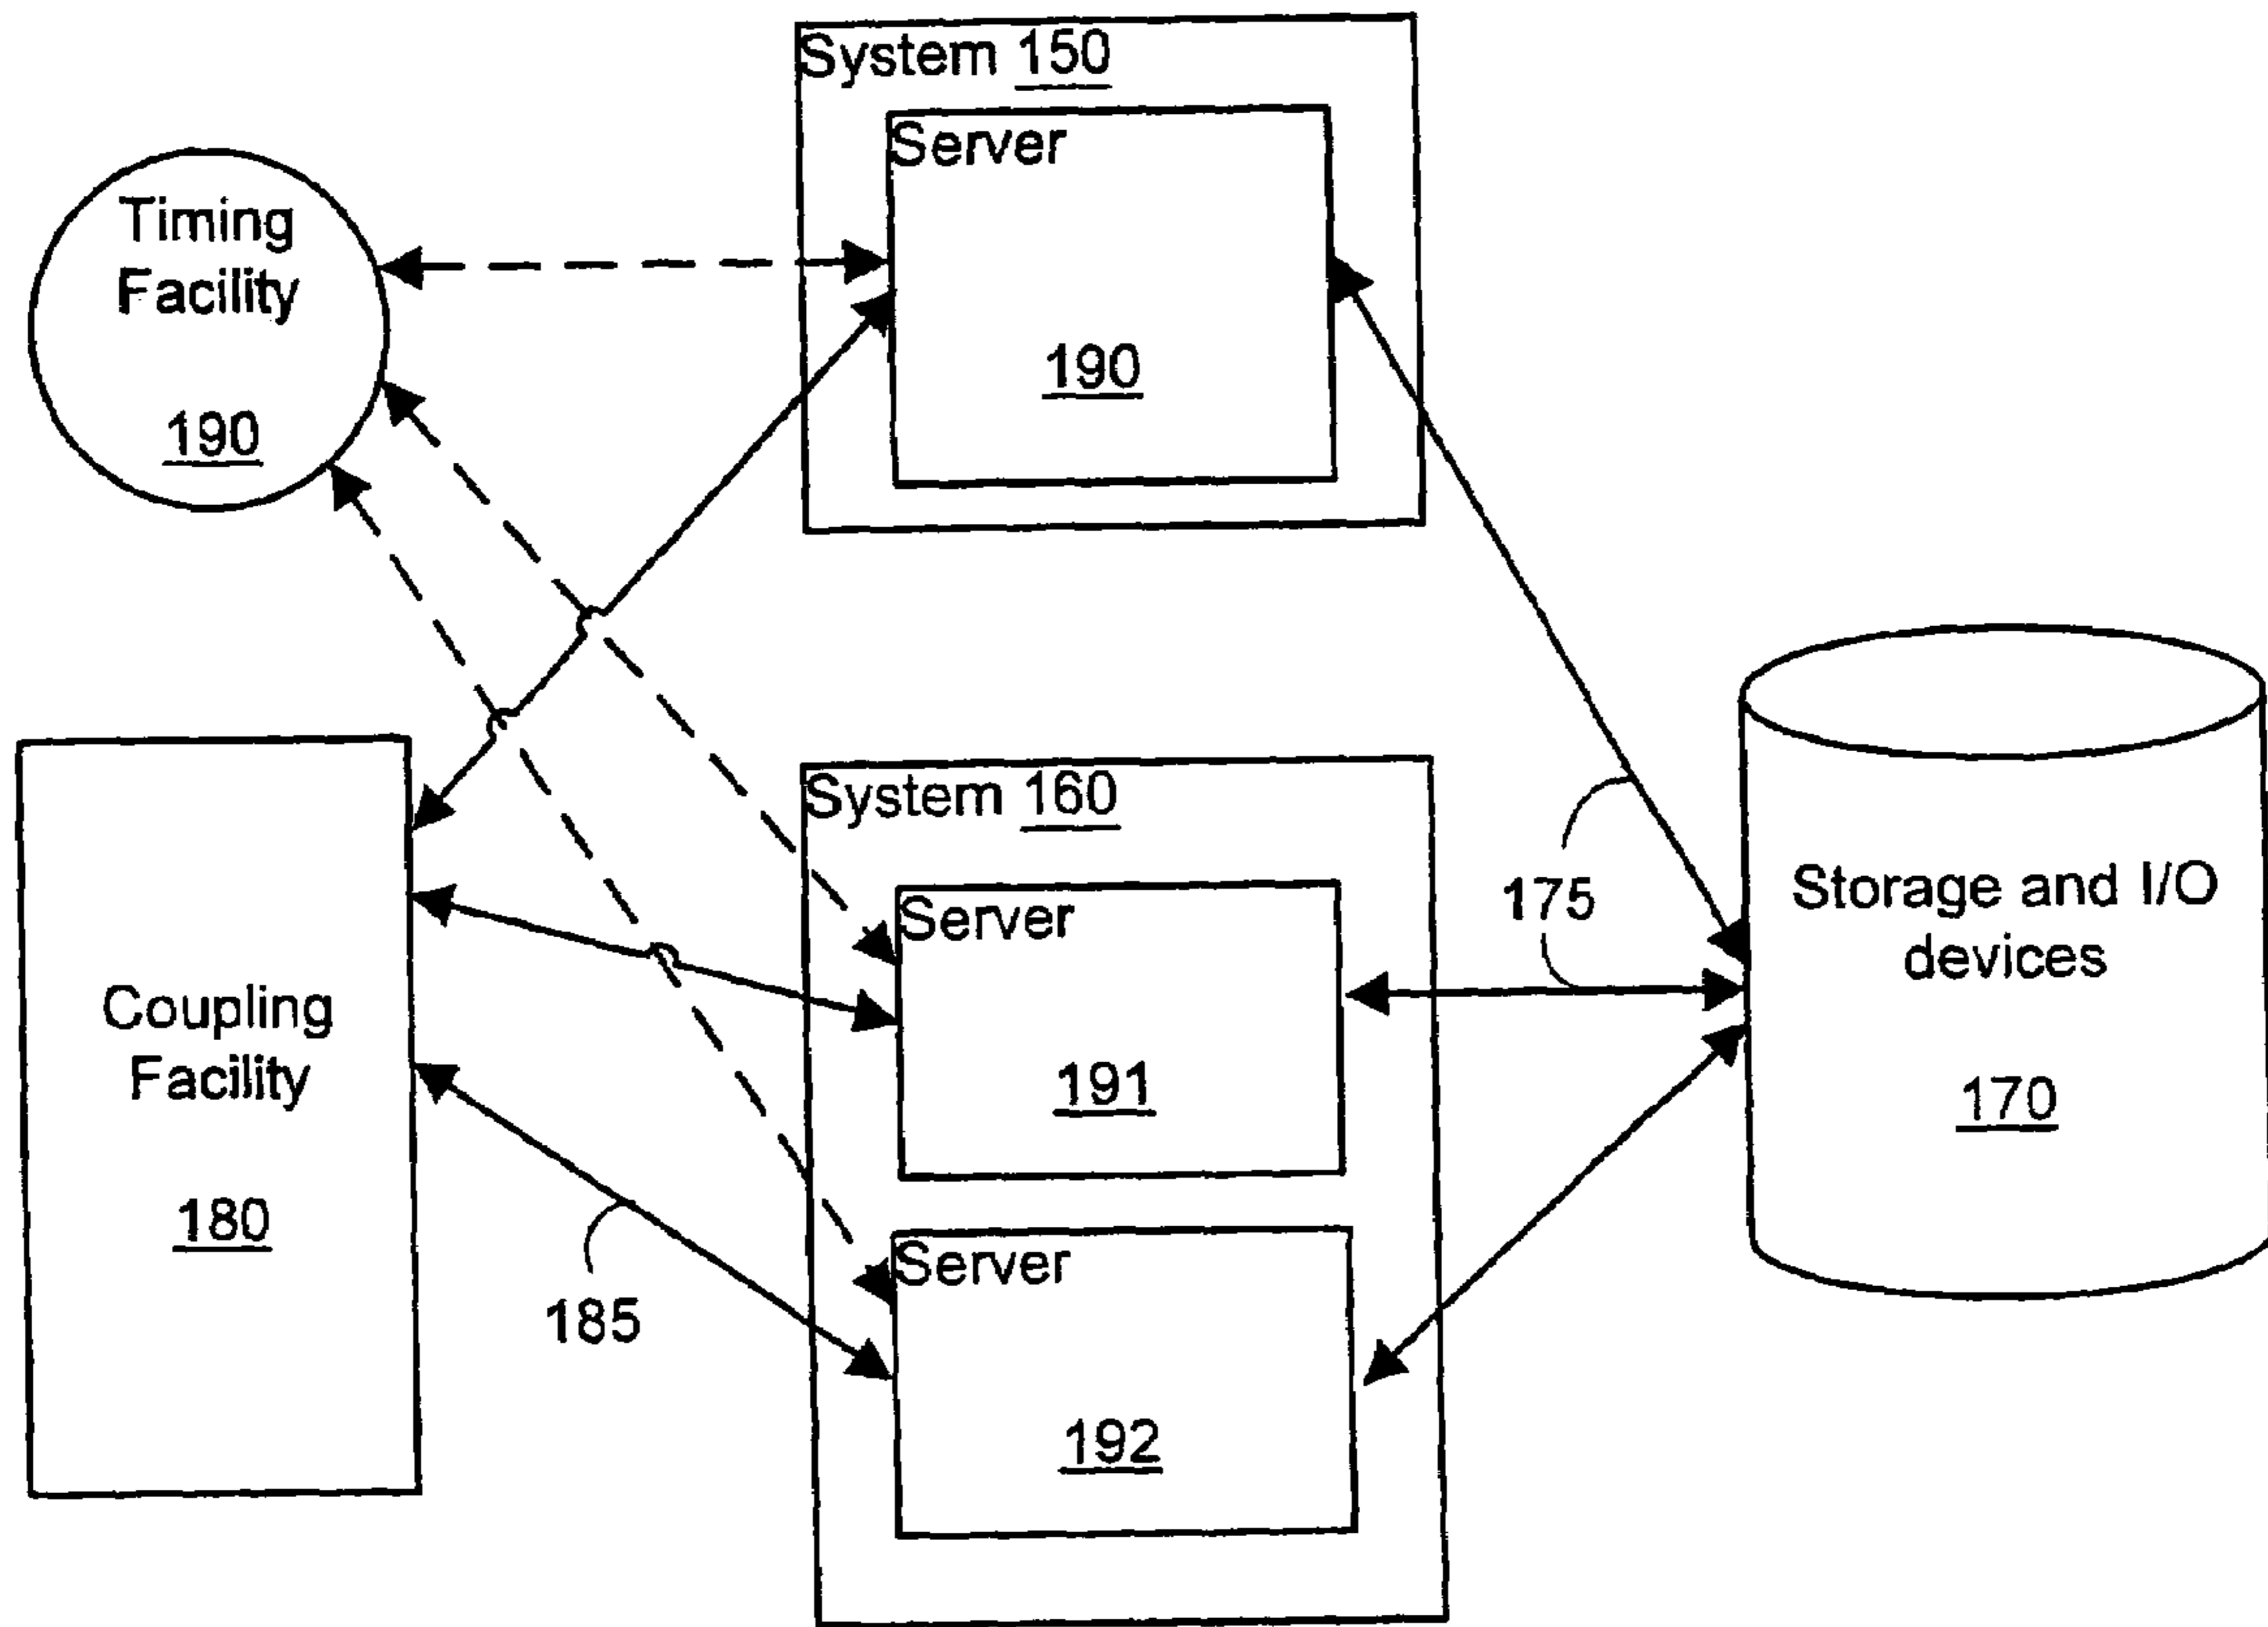 System 150
Server
190
Timing
Facility
190
Coupling
Facility
180
185
System 160
Server
191
Server
192
175
Storage and I/O
devices
170